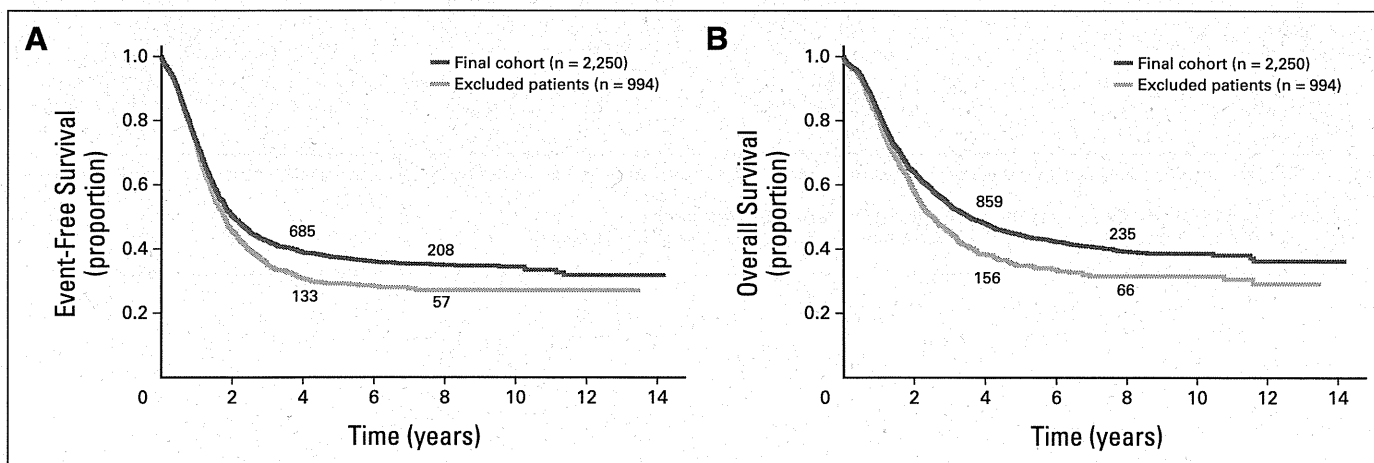 A
Event-Free Survival
(proportion)
1.0
0.8
0.6
0.4
0.2
0
2
4
6
8
10
12
14
Time (years)
Final cohort (n = 2,250)
Excluded patients (n = 994)
685
208
133
57
B
Overall Survival
(proportion)
1.0
0.8
0.6
0.4
0.2
0
2
4
6
8
10
12
14
Time (years)
Final cohort (n = 2,250)
Excluded patients (n = 994)
859
235
156
66